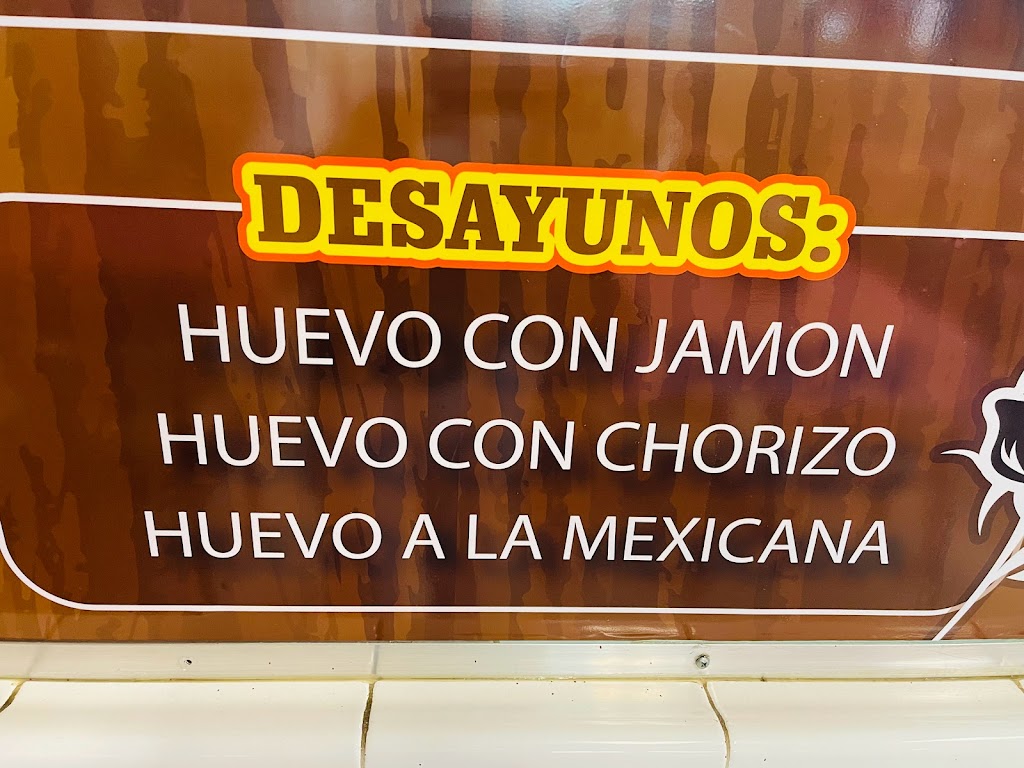 DESAYUNOS:
HUEVO CON JAMON
HUEVO CON CHORIZO
HUEVO A LA MEXICANA